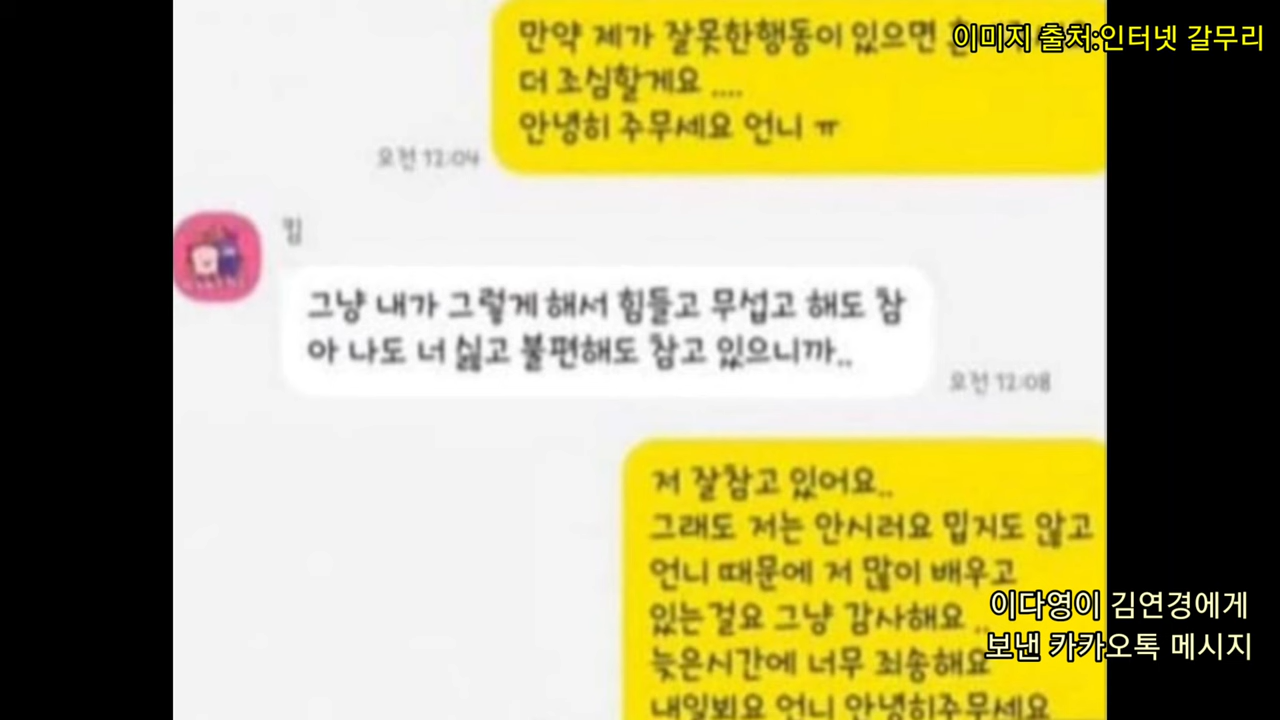 만약 제가 잘못한행동이 있으면
이미지 출처:인터넷 갈무리
더 조심할게요 ....
안녕히 주무세요 언니 ㅠ
오전 12:04
김
그냥 내가 그렇게 해서 힘들고 무섭고 해도 참
아 나도 너 싫고 불편해도 참고 있으니까..
오전 12:08
저 잘참고 있어요..
그래도 저는 안시러요 밉지도 않고
언니 때문에 저 많이 배우고
있는걸요 그냥 감사해요 ..
늦은시간에 너무 죄송해요
내일뵈요 언니 안녕히주무세요
이다영이 김연경에게
보낸 카카오톡 메시지